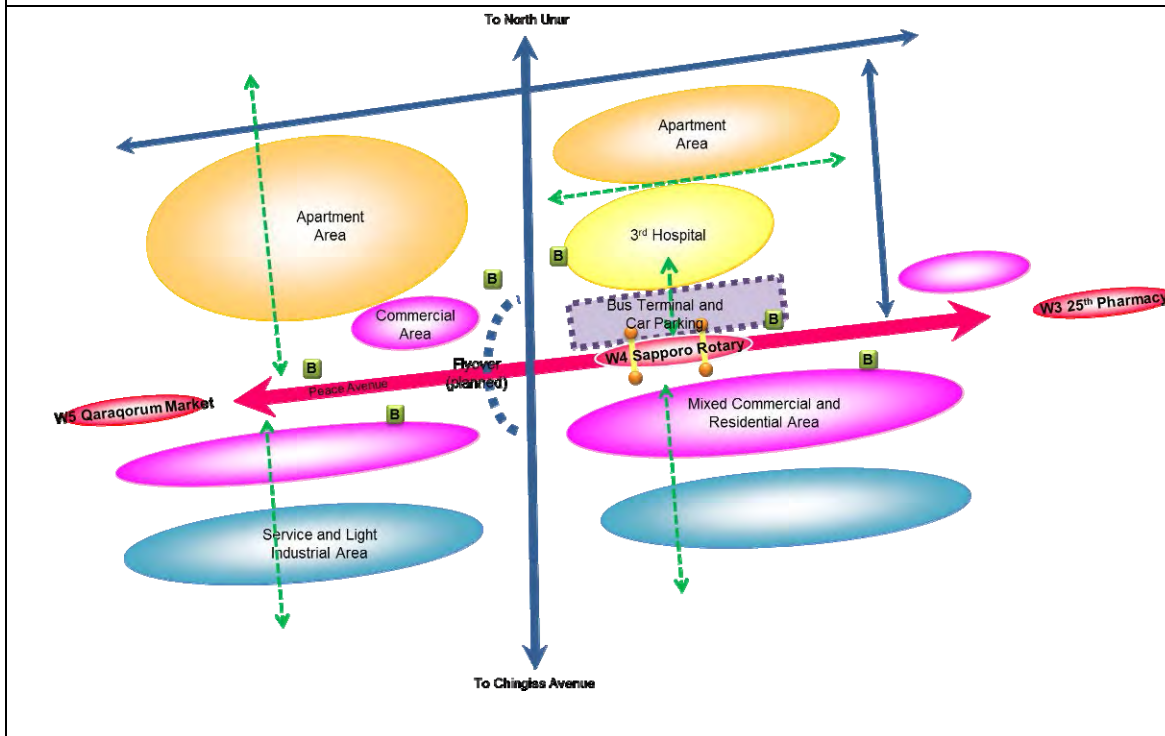 To North Unur
Apartment
Area
Apartment
Area
3rd Hospital
B
B
Bus Terminal and
Car Parking
B
W3 25th Pharmacy
Commercial
Area
W4 Sapporo Rotary
B
B
Flyover
(planned)
Peace Avenue
W5 Qaraqorum Market
B
Mixed Commercial and
Residential Area
Service and Light
Industrial Area
To Chingiss Avenue